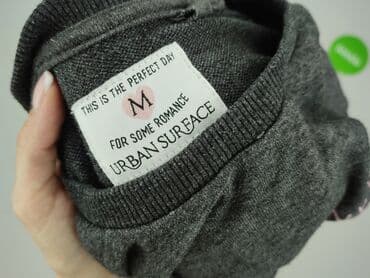 THIS IS THE PERFECT DAY
M
FOR SOME ROMANCE
URBAN SURFACE